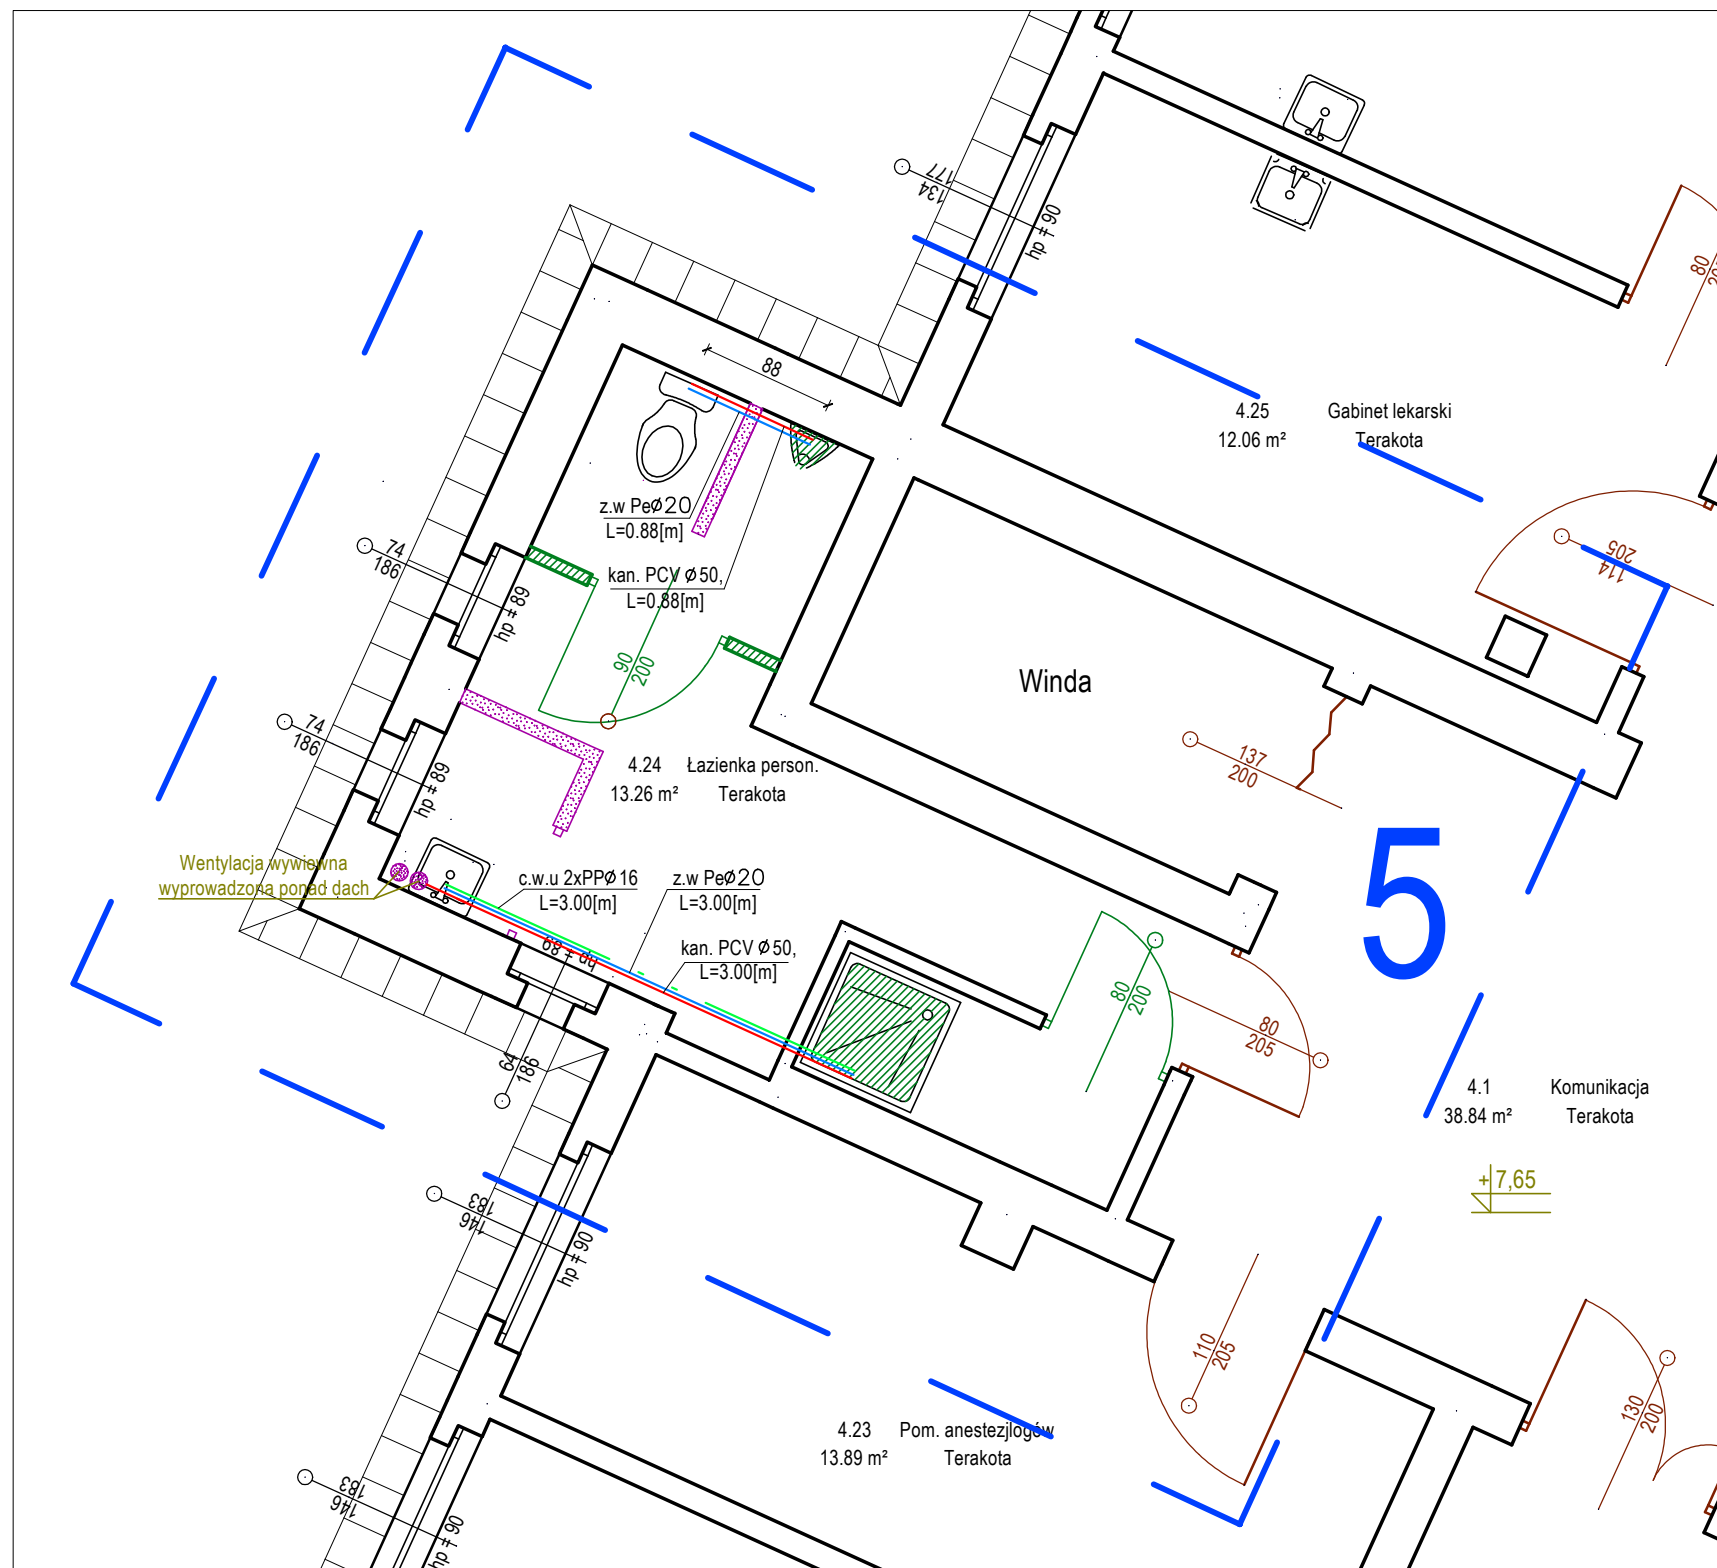 177
134
hp = 90
80
88
4.25 Gabinet lekarski
12.06 m² Terakota
z.w PeØ20
L=0.88[m]
kan. PCV Ø50,
L=0.88[m]
74
186
hp = 89
205
114
90
200
Winda
74
186
hp = 89
137
200
4.24 Łazienka person.
13.26 m² Terakota
5
Wentylacja wywiewna
wyprowadzona ponad dach
c.w.u 2xPPØ16
L=3.00[m]
z.w PeØ20
L=3.00[m]
kan. PCV Ø50,
L=3.00[m]
hp = 89
64
186
80
200
80
205
4.1 Komunikacja
38.84 m² Terakota
+7,65
183
146
hp = 90
110
205
130
200
4.23 Pom. anestezjlogów
13.89 m² Terakota
183
146
hp = 90